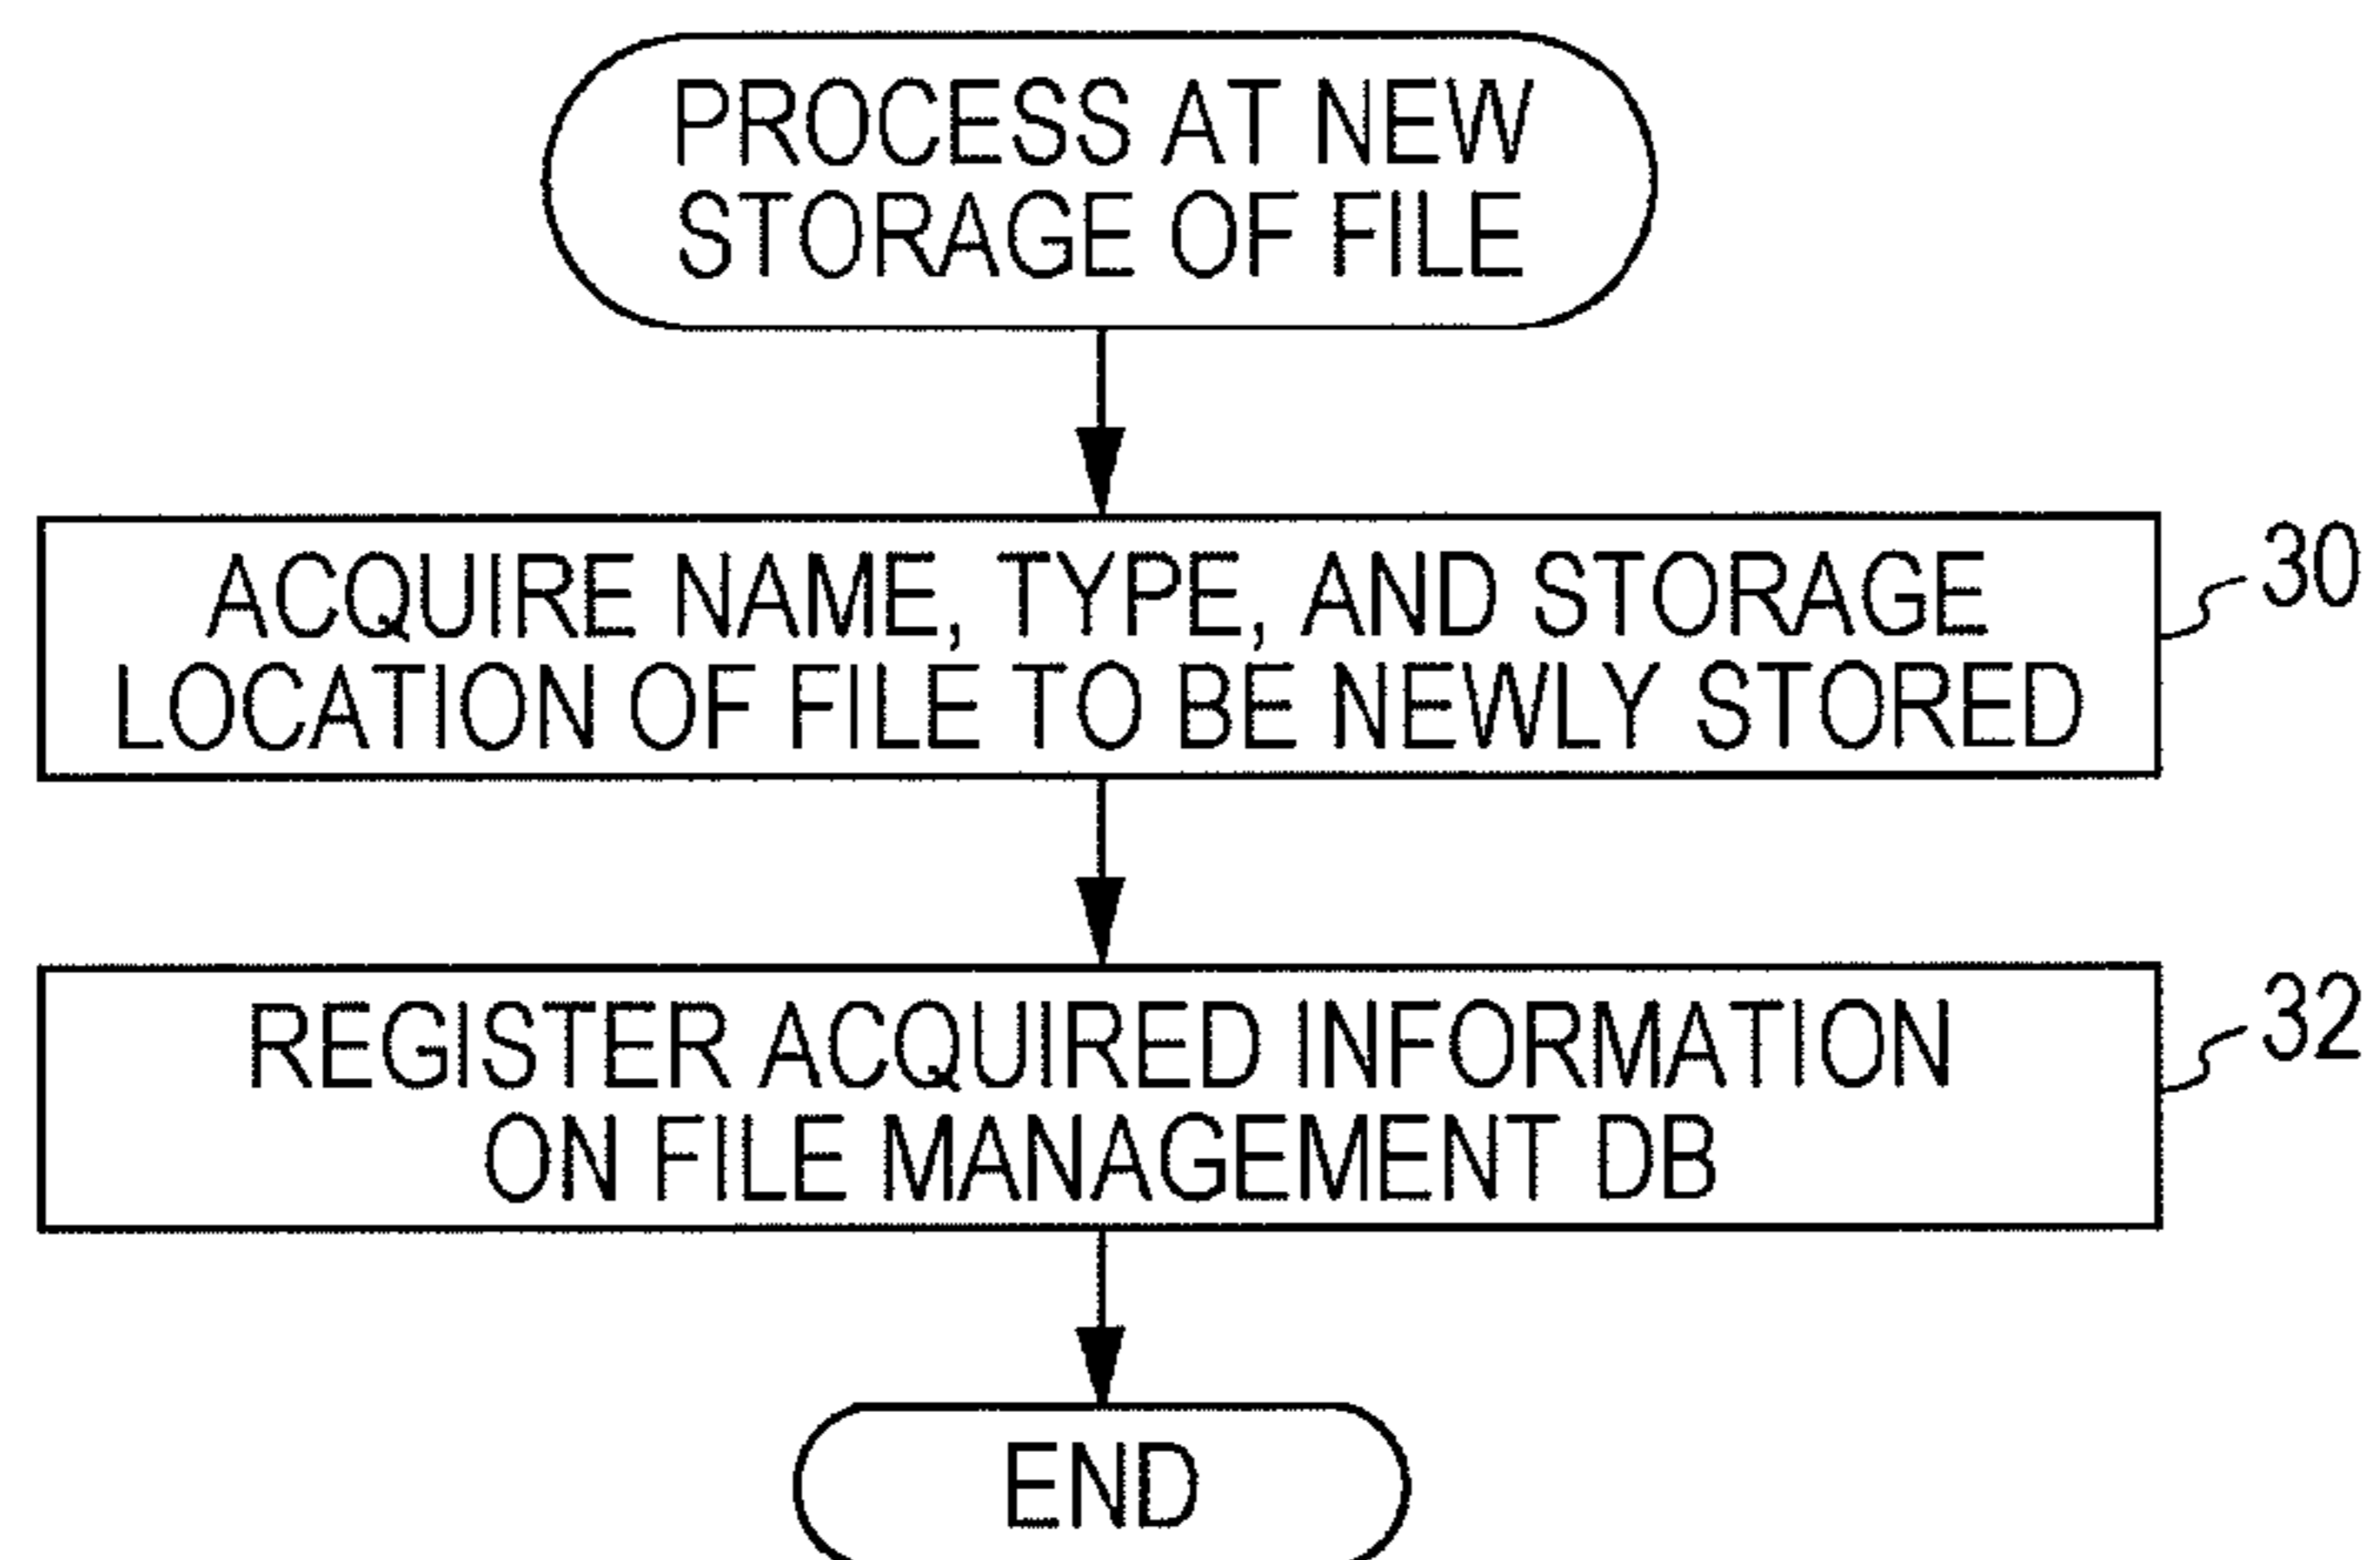 PROCESS AT NEW
STORAGE OF FILE
ACQUIRE NAME, TYPE, AND STORAGE
LOCATION OF FILE TO BE NEWLY STORED
30
REGISTER ACQUIRED INFORMATION
ON FILE MANAGEMENT DB
32
END